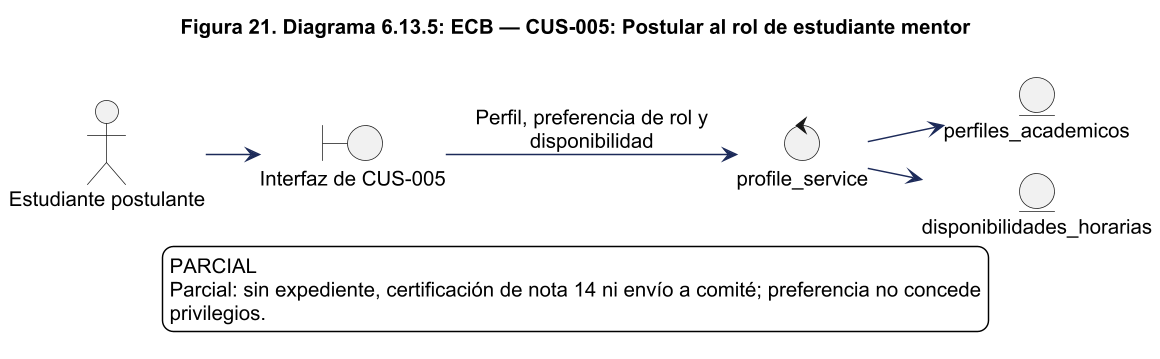 Figura 21. Diagrama 6.13.5: ECB — CUS-005: Postular al rol de estudiante mentor
Estudiante postulante
Interfaz de CUS-005
Perfil, preferencia de rol y
disponibilidad
profile_service
perfiles_academicos
disponibilidades_horarias
PARCIAL
Parcial: sin expediente, certificación de nota 14 ni envío a comité; preferencia no concede
privilegios.